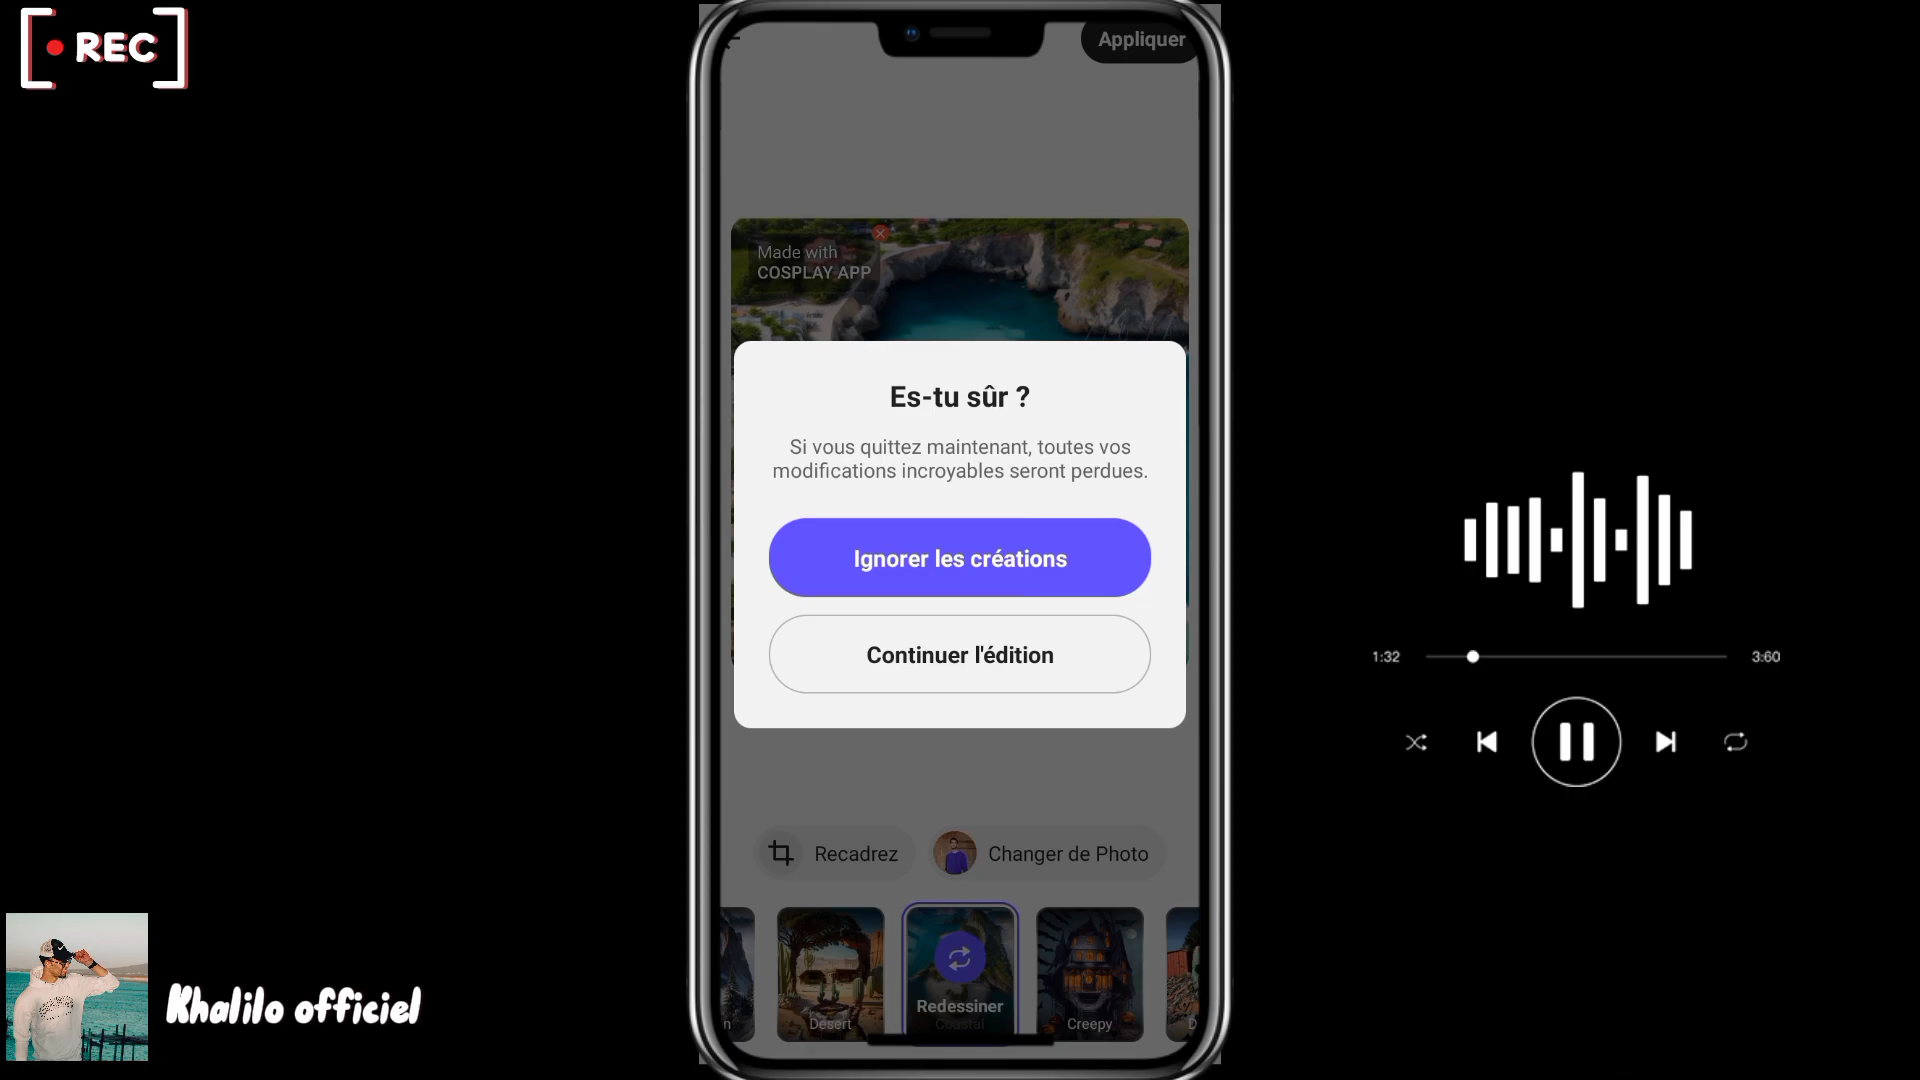 REC
Appliquer
Made with
COSPLAY APP
Es-tu sûr ?
Si vous quittez maintenant, toutes vos
modifications incroyables seront perdues.
Ignorer les créations
Continuer l'édition
1:32
3:60
Recadrez
Changer de Photo
Redessiner
n
Desert
Coastal
Creepy
D
Khalilo officiel